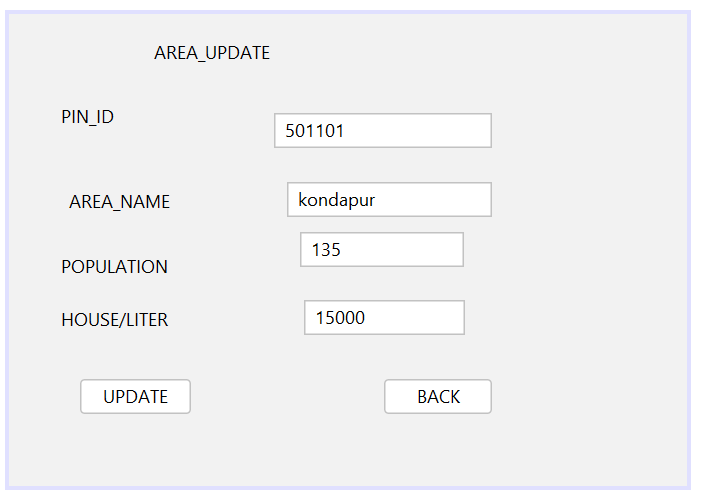 AREA_UPDATE
PIN_ID
501101
AREA_NAME
kondapur
POPULATION
135
HOUSE/LITER
15000
UPDATE
BACK